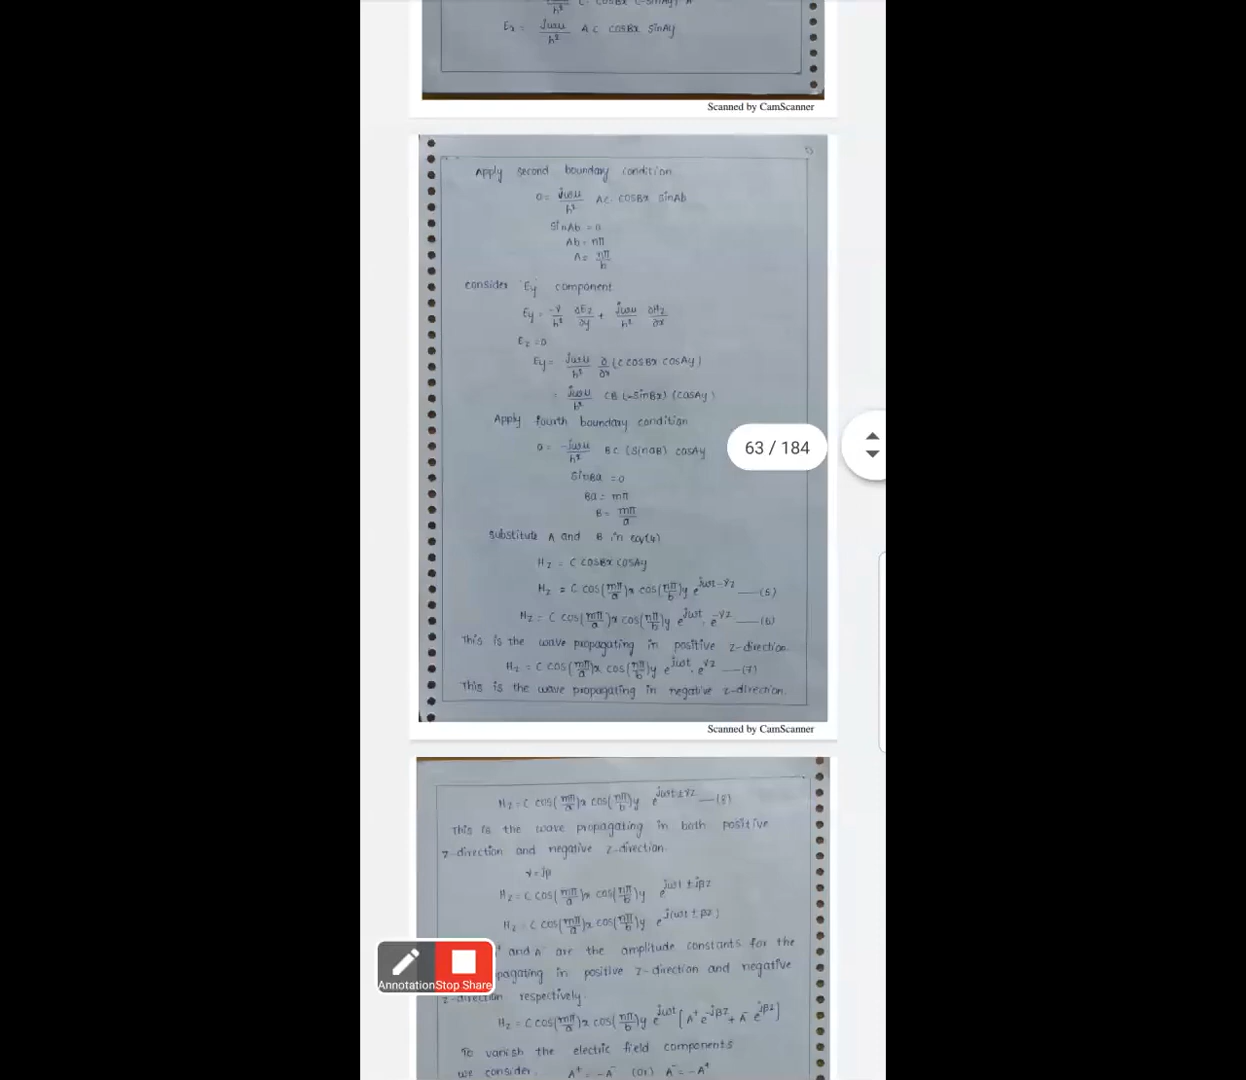 Ex = jωμ/h² AC cosBx sinAy
Scanned by CamScanner
Apply second boundary condition
0 = jωμ/h² AC cosBx sinAb
sinAb = 0
Ab = nπ
A = nπ/b
consider Ey component
Ey = -γ/h² ∂Ez/∂y + jωμ/h² ∂Hz/∂x
Ez = 0
Ey = jωμ/h² ∂/∂x (C cosBx cosAy)
= jωμ/h² CB (-sinBx) (cosAy)
Apply fourth boundary condition
0 = -jωμ/h² BC (sinaB) cosAy
63 / 184
sinBa = 0
Ba = mπ
B = mπ/a
substitute A and B in eqn(4)
Hz = C cosBx cosAy
Hz = C cos(mπ/a)x cos(nπ/b)y e^jωt-γz —(5)
Hz = C cos(mπ/a)x cos(nπ/b)y e^jωt . e^-γz —(6)
This is the wave propagating in positive z-direction.
Hz = C cos(mπ/a)x cos(nπ/b)y e^jωt . e^γz —(7)
This is the wave propagating in negative z-direction.
Scanned by CamScanner
Hz = C cos(mπ/a)x cos(nπ/b)y e^jωt±γz —(8)
This is the wave propagating in both positive
z-direction and negative z-direction.
γ = jβ
Hz = C cos(mπ/a)x cos(nπ/b)y e^jωt ± jβz
Hz = C cos(mπ/a)x cos(nπ/b)y e^j(ωt ± βz)
and A⁻ are the amplitude constants for the
in positive z-direction and negative
z-direction respectively.
Annotation Stop Share
Hz = C cos(mπ/a)x cos(nπ/b)y e^jωt [A⁺ e^-jβz + A⁻ e^jβz]
To vanish the electric field components
we consider. A⁺ = -A⁻ (or) A⁻ = -A⁺